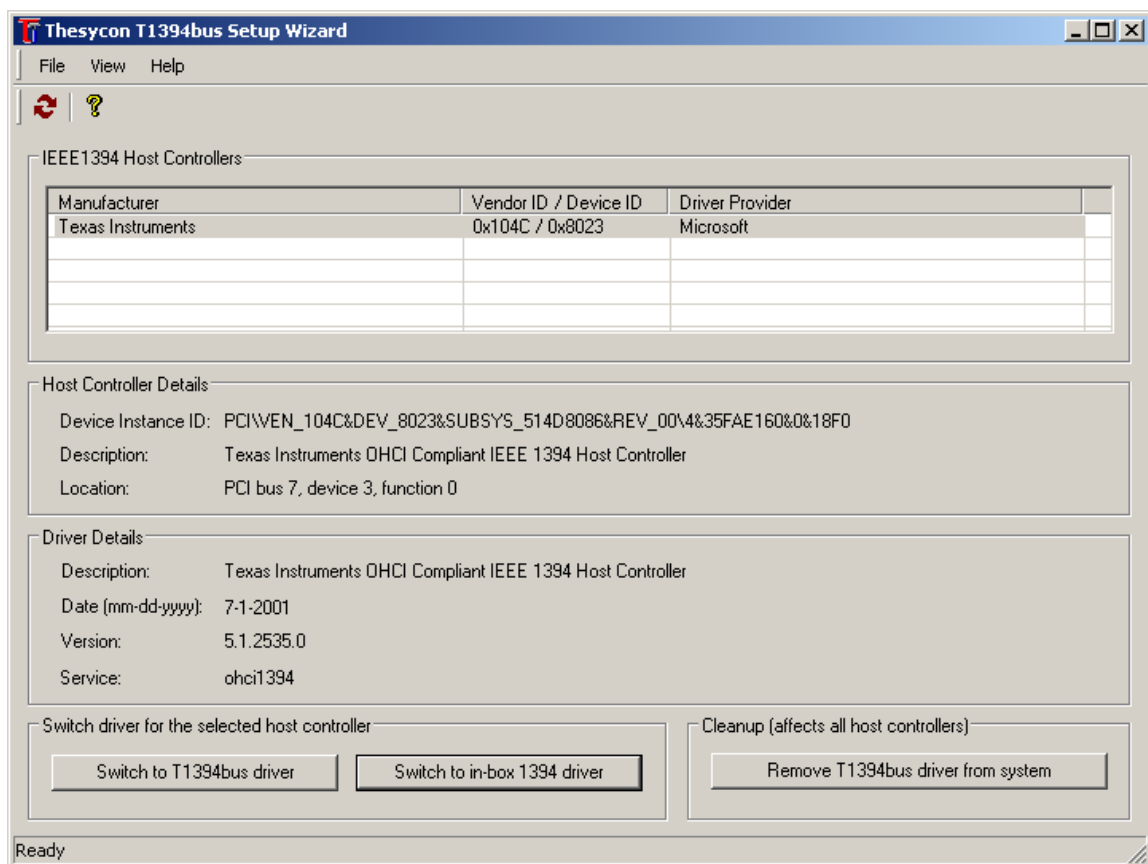 Thesycon T1394bus Setup Wizard
File View Help
IEEE1394 Host Controllers
Manufacturer Vendor ID / Device ID Driver Provider
Texas Instruments 0x104C / 0x8023 Microsoft
Host Controller Details
Device Instance ID: PCI\VEN_104C&DEV_8023&SUBSYS_514D8086&REV_00\4&35FAE160&0&18F0
Description: Texas Instruments OHCI Compliant IEEE 1394 Host Controller
Location: PCI bus 7, device 3, function 0
Driver Details
Description: Texas Instruments OHCI Compliant IEEE 1394 Host Controller
Date (mm-dd-yyyy): 7-1-2001
Version: 5.1.2535.0
Service: ohci1394
Switch driver for the selected host controller
Switch to T1394bus driver Switch to in-box 1394 driver
Cleanup (affects all host controllers)
Remove T1394bus driver from system
Ready